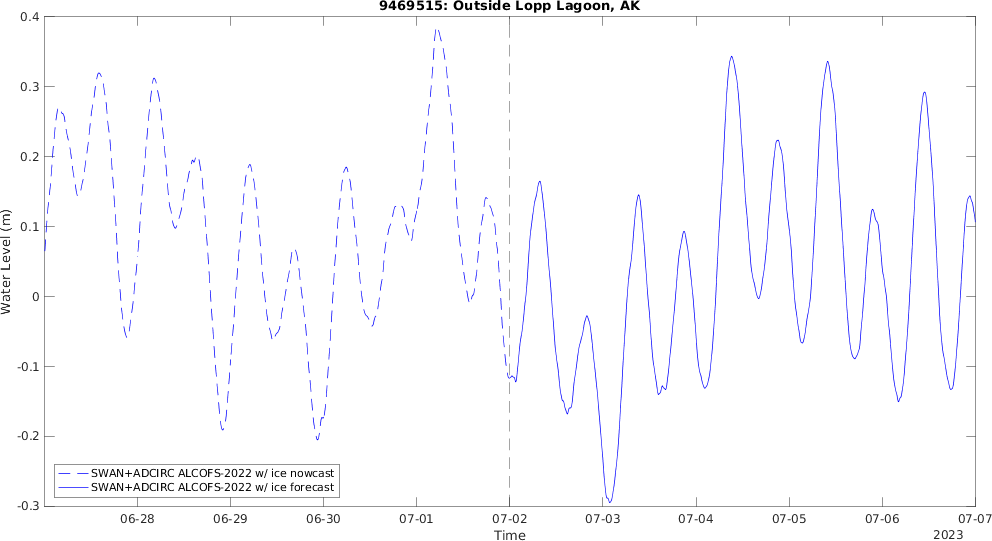 9469515: Outside Lopp Lagoon, AK
0.4
0.3
0.2
0.1
0
-0.1
-0.2
-0.3
Water Level (m)
SWAN+ADCIRC ALCOFS-2022 w/ ice nowcast
SWAN+ADCIRC ALCOFS-2022 w/ ice forecast
06-28 06-29 06-30 07-01 07-02 07-03 07-04 07-05 07-06 07-07
Time
2023